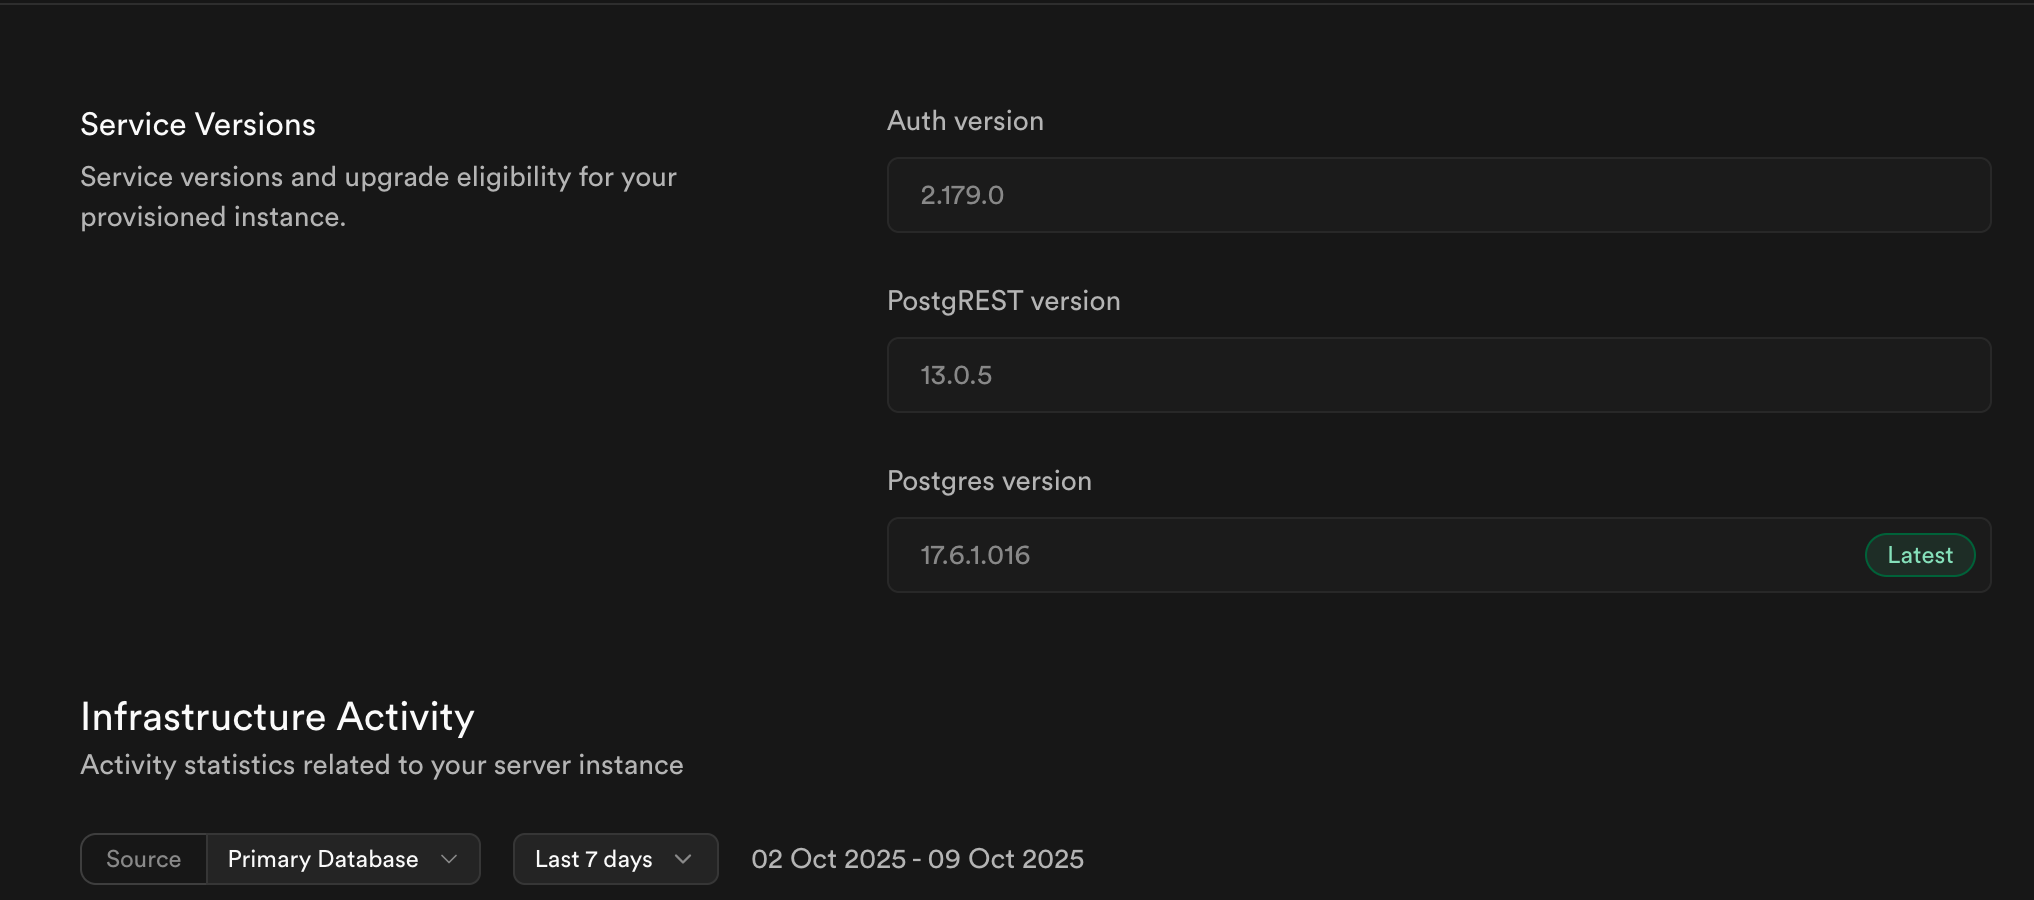 Service Versions
Service versions and upgrade eligibility for your
provisioned instance.
Auth version
2.179.0
PostgREST version
13.0.5
Postgres version
17.6.1.016
Latest
Infrastructure Activity
Activity statistics related to your server instance
Source Primary Database Last 7 days 02 Oct 2025 - 09 Oct 2025